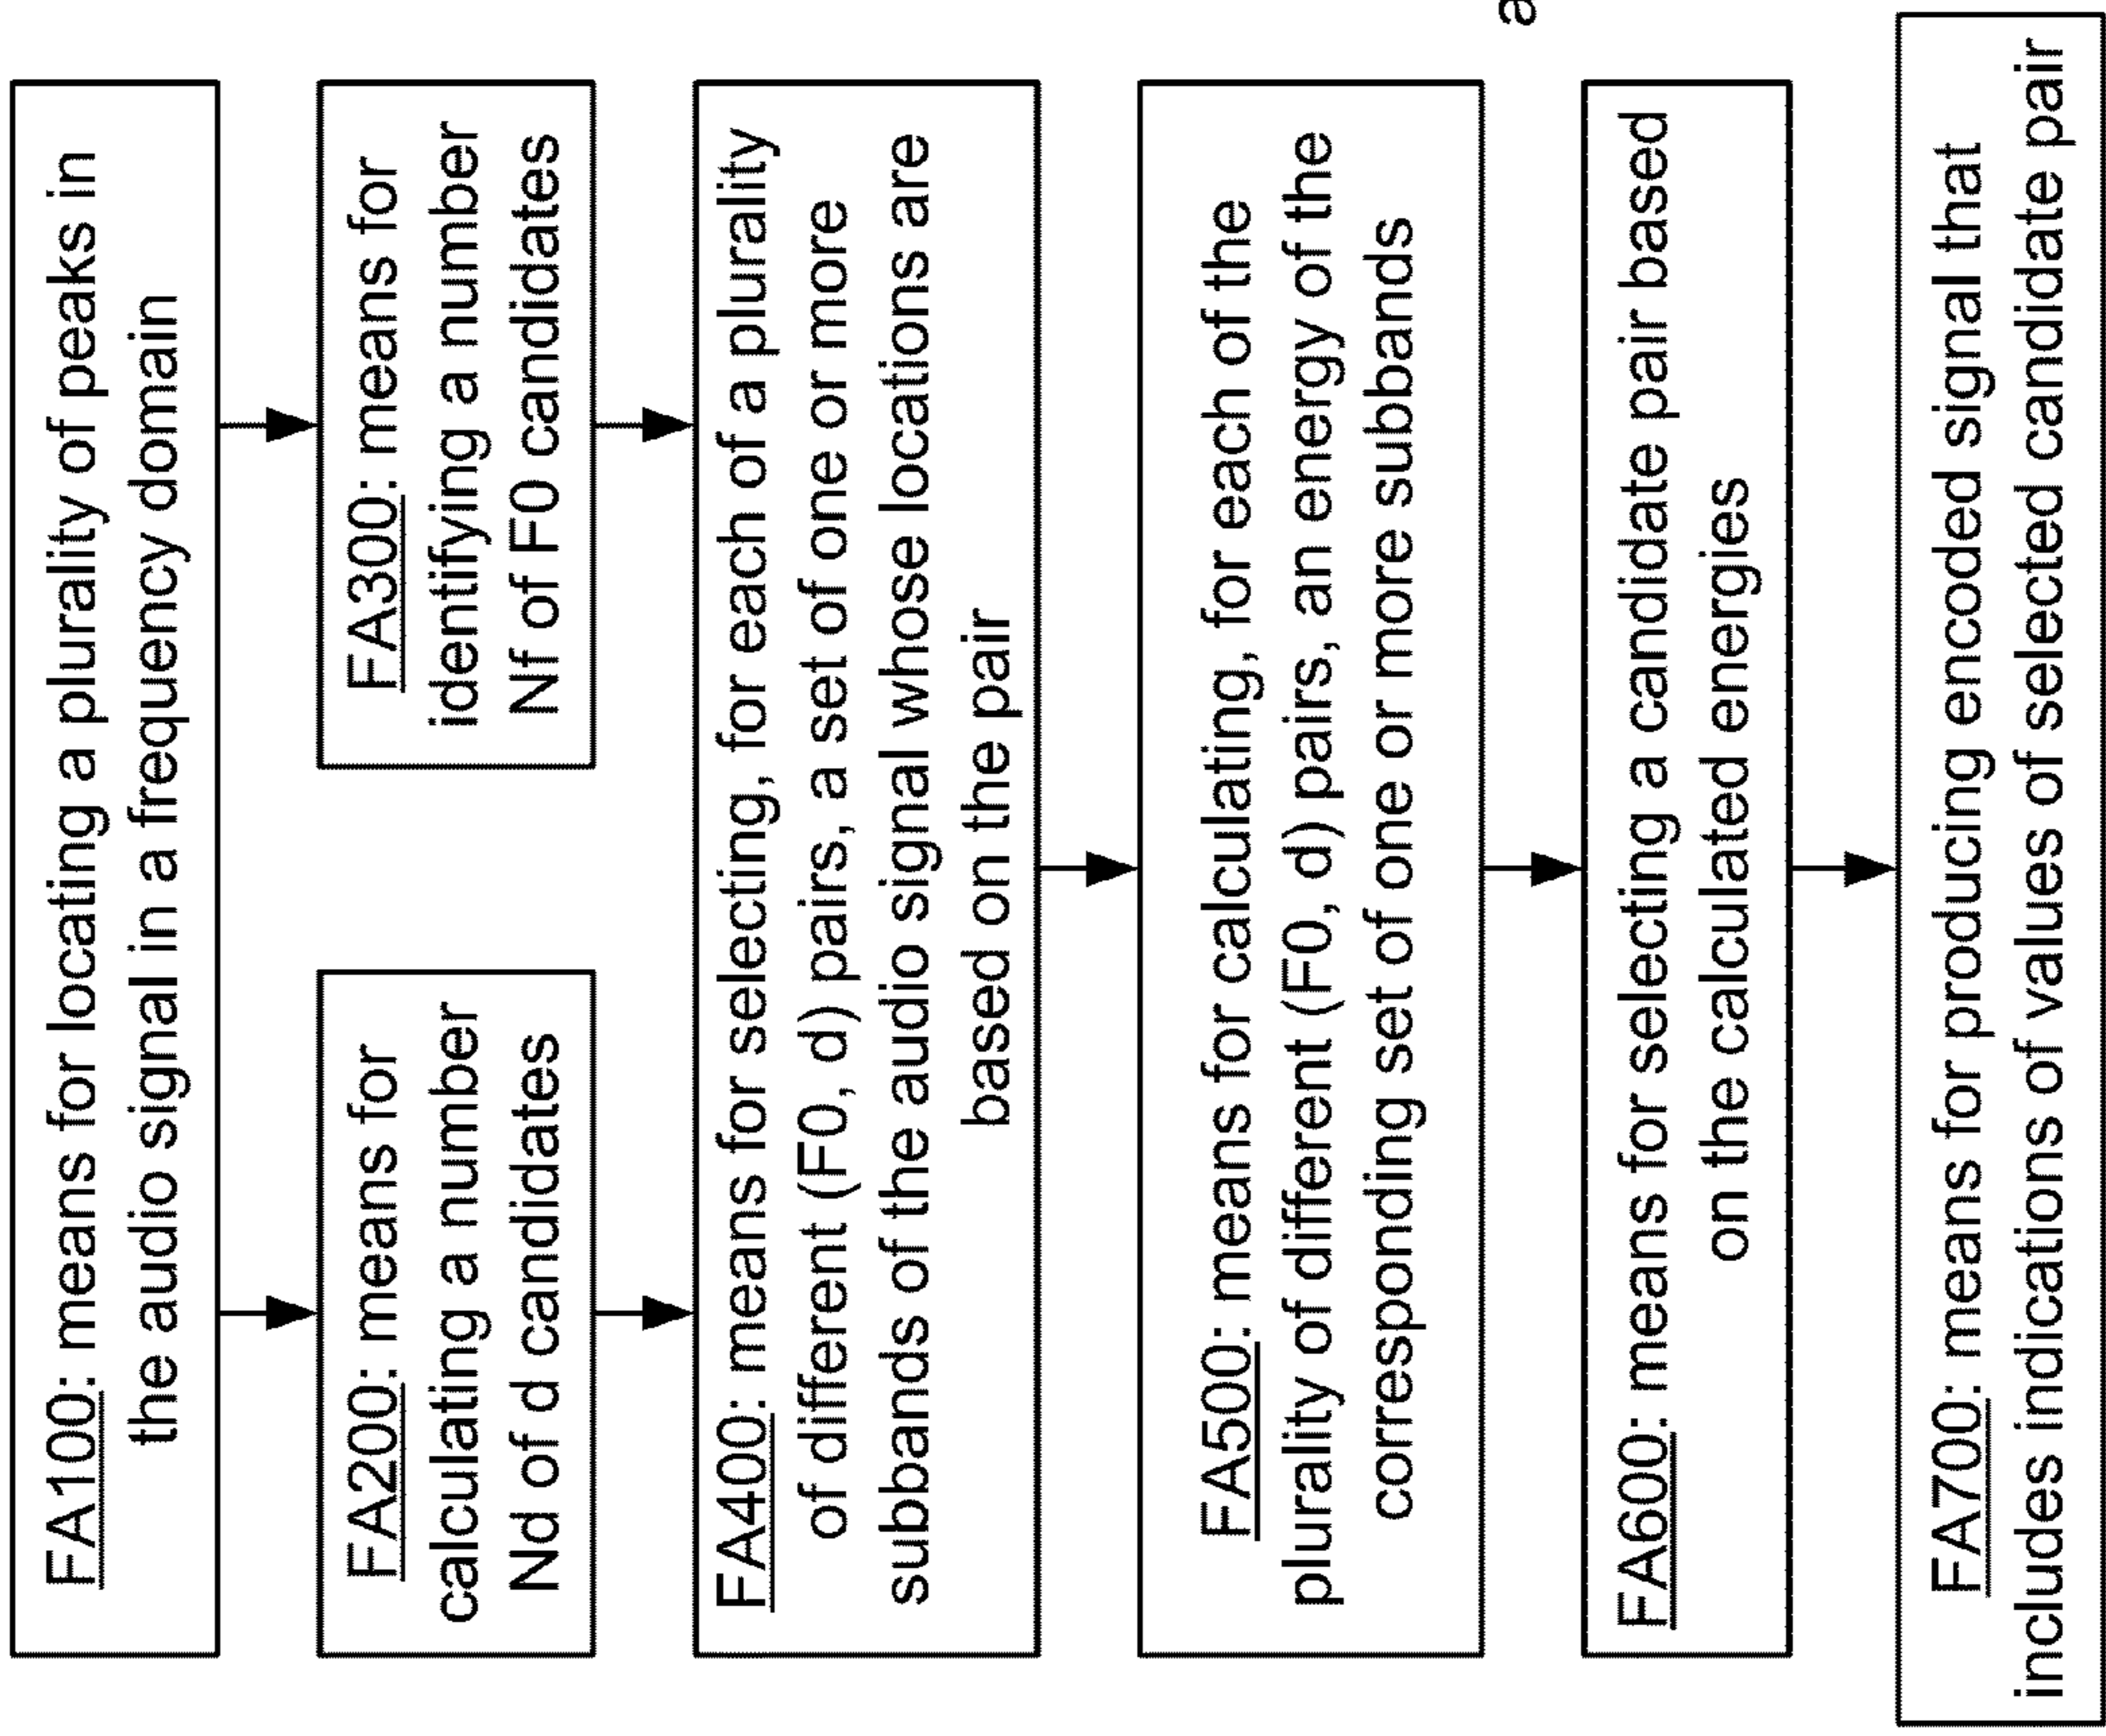 FA100: means for locating a plurality of peaks in
the audio signal in a frequency domain
FA200: means for
calculating a number
Nd of d candidates
FA300: means for
identifying a number
Nf of F0 candidates
FA400: means for selecting, for each of a plurality
of different (F0, d) pairs, a set of one or more
subbands of the audio signal whose locations are
based on the pair
FA500: means for calculating, for each of the
plurality of different (F0, d) pairs, an energy of the
corresponding set of one or more subbands
FA600: means for selecting a candidate pair based
on the calculated energies
FA700: means for producing encoded signal that
includes indications of values of selected candidate pair
a